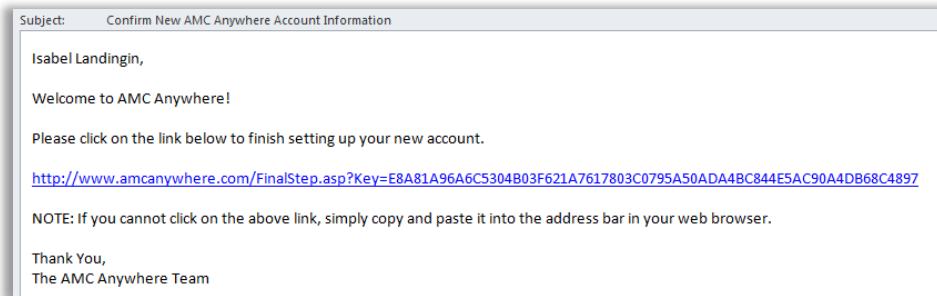 Subject: Confirm New AMC Anywhere Account Information
Isabel Landingin,
Welcome to AMC Anywhere!
Please click on the link below to finish setting up your new account.
http://www.amcanywhere.com/FinalStep.asp?Key=E8A81A96A6C5304B03F621A7617803C0795A50ADA4BC844E5AC90A4DB68C4897
NOTE: If you cannot click on the above link, simply copy and paste it into the address bar in your web browser.
Thank You,
The AMC Anywhere Team